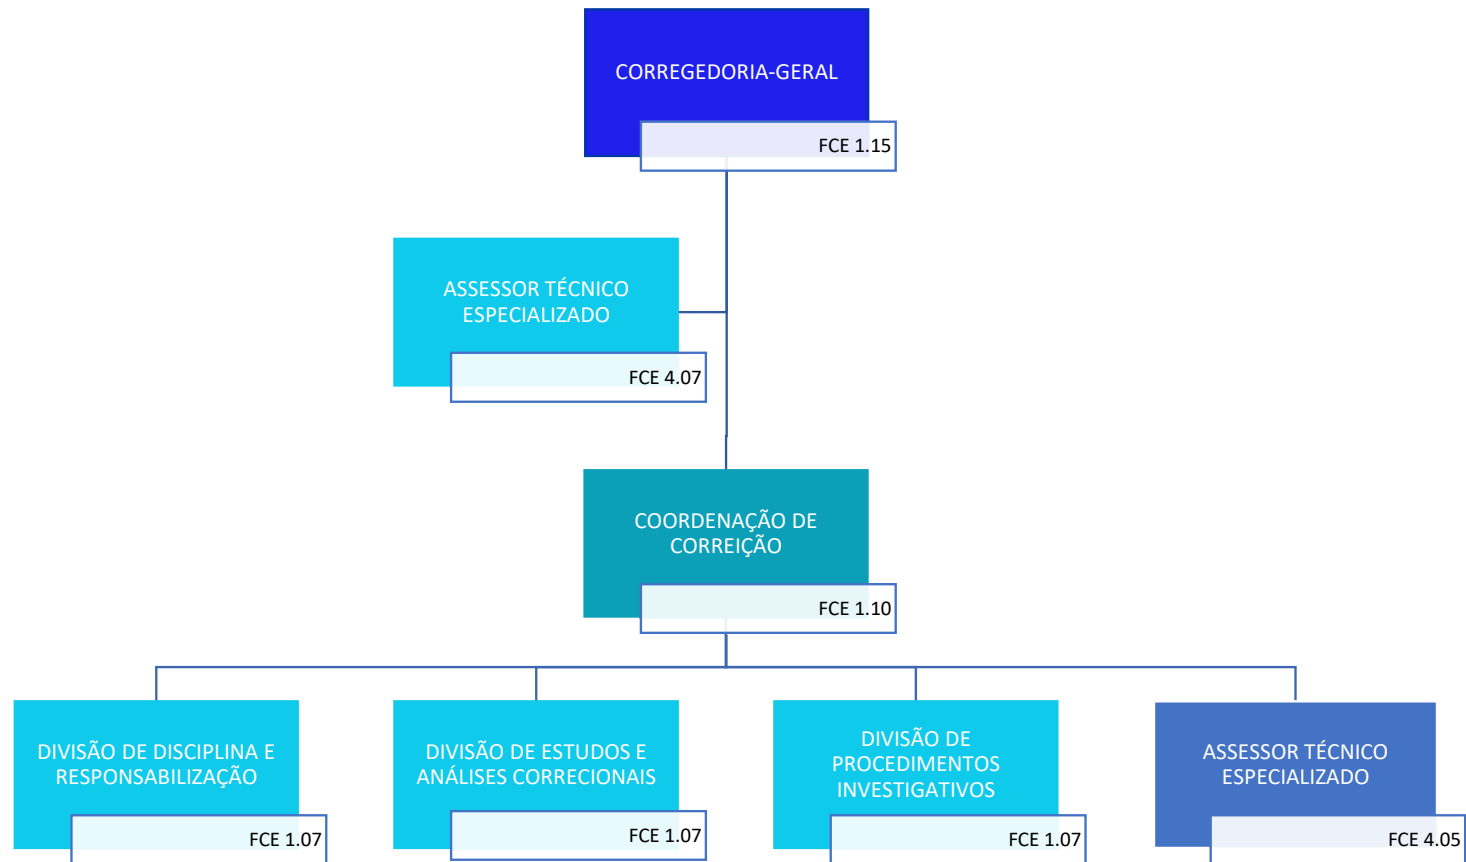 CORREGEDORIA-GERAL
FCE 1.15
ASSESSOR TÉCNICO
ESPECIALIZADO
FCE 4.07
COORDENAÇÃO DE
CORREIÇÃO
FCE 1.10
DIVISÃO DE DISCIPLINA E
RESPONSABILIZAÇÃO
FCE 1.07
DIVISÃO DE ESTUDOS E
ANÁLISES CORRECIONAIS
FCE 1.07
DIVISÃO DE
PROCEDIMENTOS
INVESTIGATIVOS
FCE 1.07
ASSESSOR TÉCNICO
ESPECIALIZADO
FCE 4.05